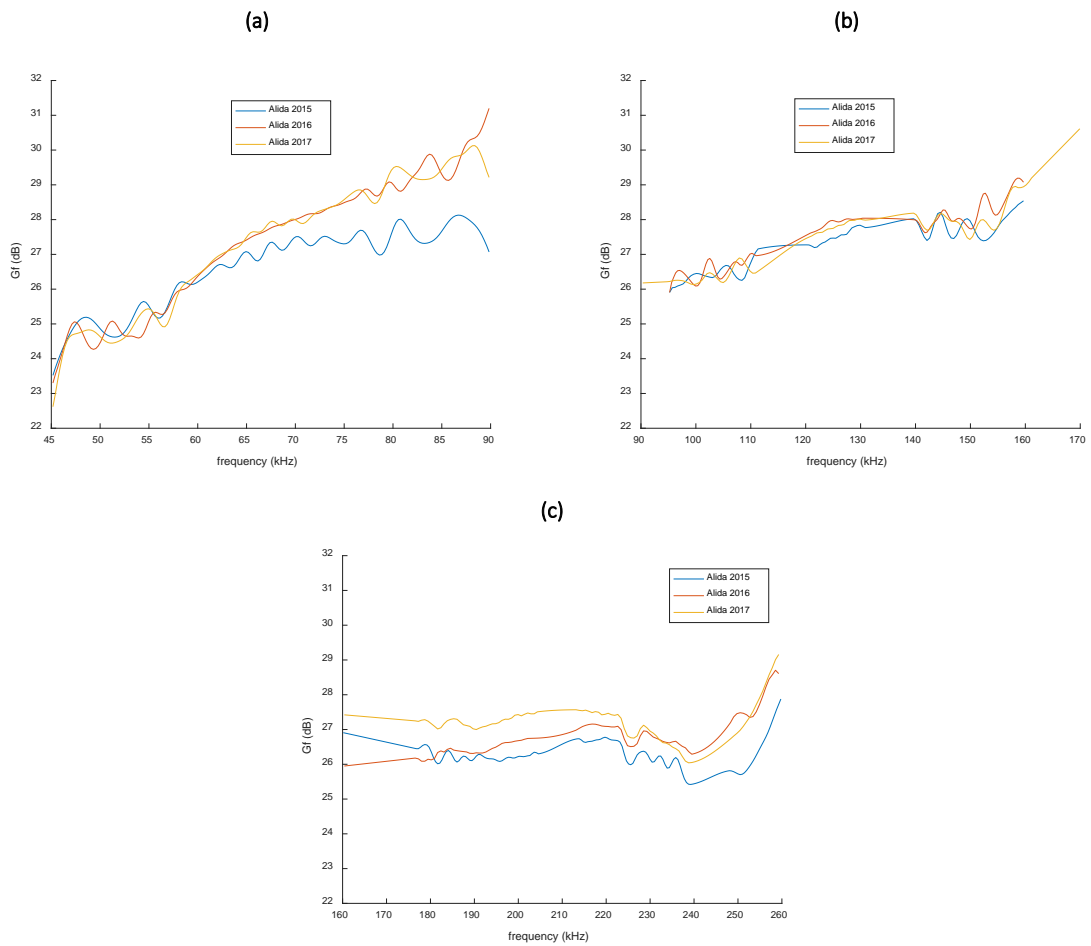 (a)
32
31
30
29
28
27
26
25
24
23
22
Gf (dB)
Alida 2015
Alida 2016
Alida 2017
45 50 55 60 65 70 75 80 85 90
frequency (kHz)
(b)
32
31
30
29
28
27
26
25
24
23
22
Gf (dB)
Alida 2015
Alida 2016
Alida 2017
90 100 110 120 130 140 150 160 170
frequency (kHz)
(c)
32
31
30
29
28
27
26
25
24
23
22
Gf (dB)
Alida 2015
Alida 2016
Alida 2017
160 170 180 190 200 210 220 230 240 250 260
frequency (kHz)